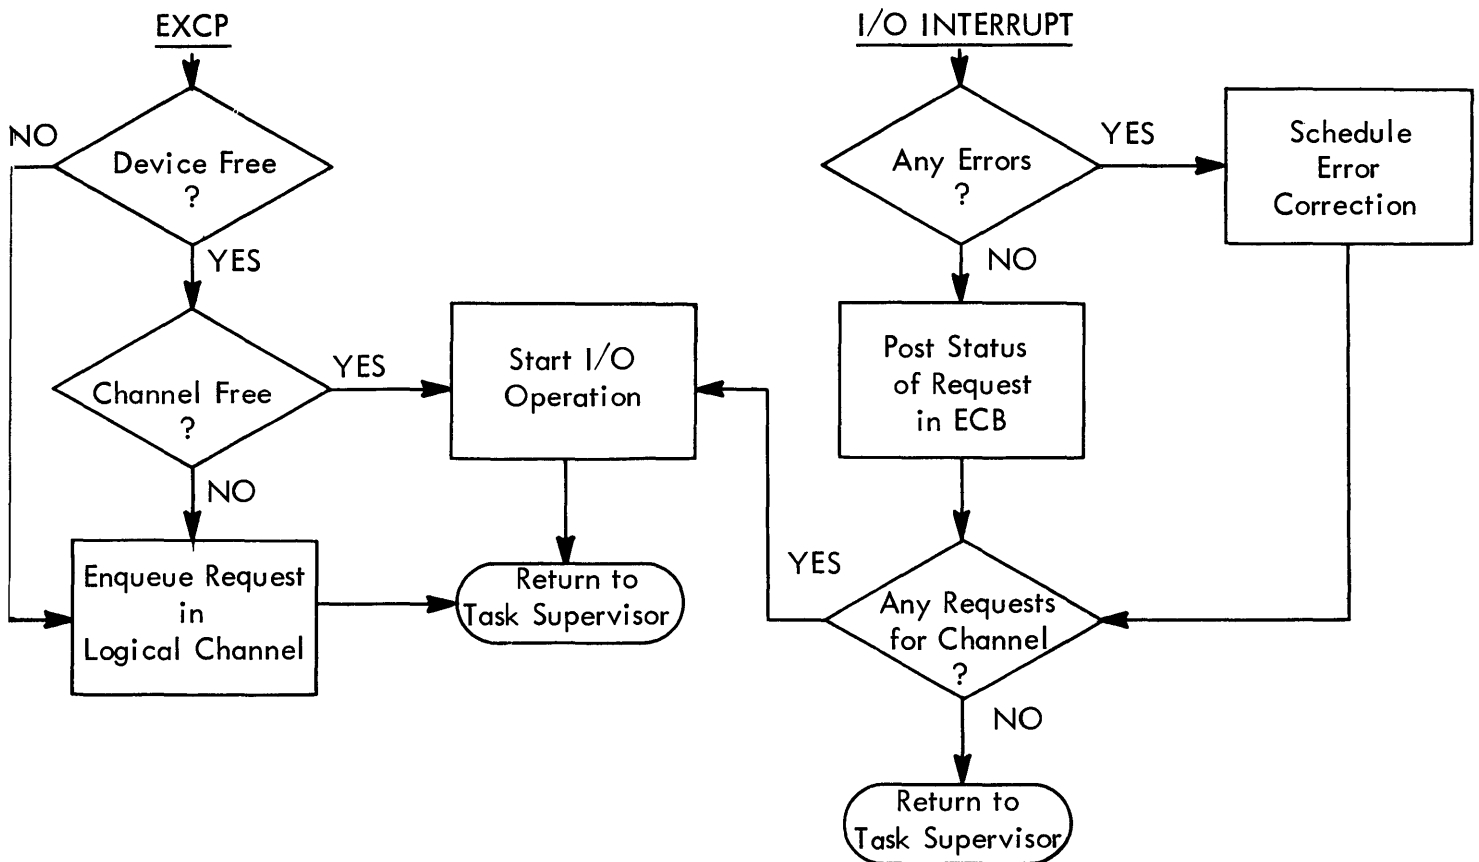 EXCP
I/O INTERRUPT
NO
Device Free
?
YES
Any Errors
?
YES
Schedule
Error
Correction
NO
Channel Free
?
YES
Start I/O
Operation
Post Status
of Request
in ECB
NO
Enqueue Request
in
Logical Channel
Return to
Task Supervisor
YES
Any Requests
for Channel
?
NO
Return to
Task Supervisor